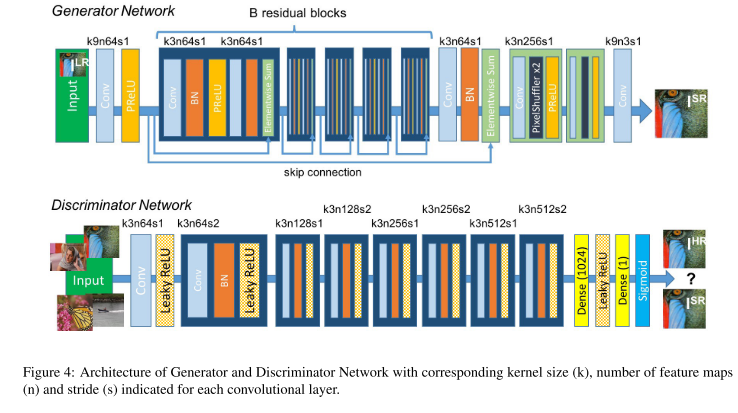 Generator Network
B residual blocks
k9n64s1 k3n64s1 k3n64s1 k3n64s1 k3n256s1 k9n3s1
I^LR
Input
Conv
PReLU
Conv
BN
PReLU
Elementwise Sum
Conv
BN
Elementwise Sum
Conv
PixelShuffler x2
PReLU
Conv
I^SR
skip connection
Discriminator Network
k3n128s2 k3n256s2 k3n512s2
k3n64s1 k3n64s2 k3n128s1 k3n256s1 k3n512s1
Input
Conv
Leaky ReLU
Conv
BN
Leaky ReLU
Dense (1024)
Leaky ReLU
Dense (1)
Sigmoid
I^HR
?
I^SR
Figure 4: Architecture of Generator and Discriminator Network with corresponding kernel size (k), number of feature maps
(n) and stride (s) indicated for each convolutional layer.